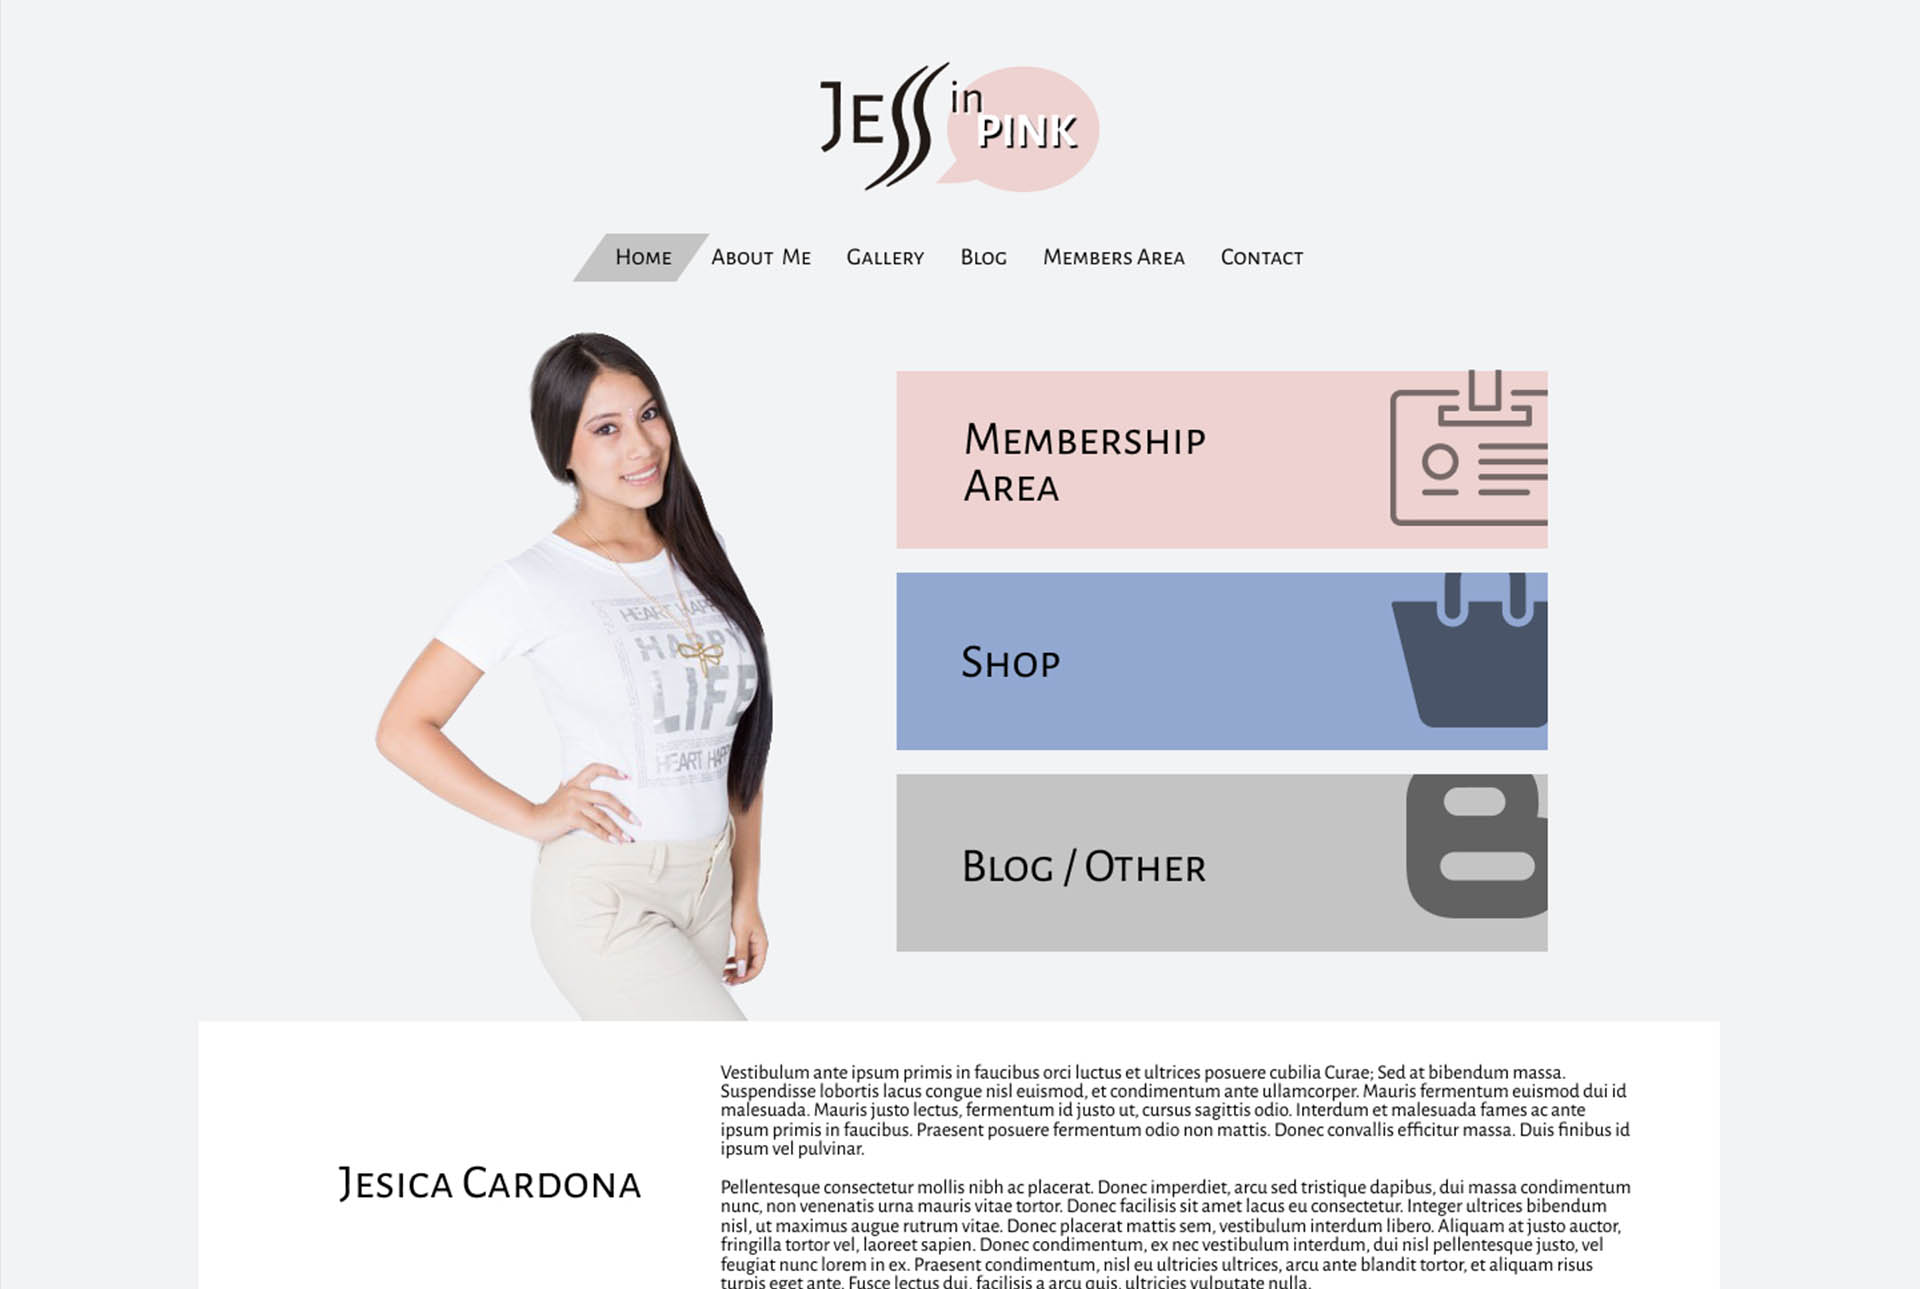 JESS in
PINK
Home About Me Gallery Blog Members Area Contact
Membership
Area
Shop
Blog / Other
HEART HAPP
HAPPY
LIFE
HEART HAP
Jesica Cardona
Vestibulum ante ipsum primis in faucibus orci luctus et ultrices posuere cubilia Curae; Sed at bibendum massa.
Suspendisse lobortis lacus congue nisl euismod, et condimentum ante ullamcorper. Mauris fermentum euismod dui id
malesuada. Mauris justo lectus, fermentum id justo ut, cursus sagittis odio. Interdum et malesuada fames ac ante
ipsum primis in faucibus. Praesent posuere fermentum odio non mattis. Donec convallis efficitur massa. Duis finibus id
ipsum vel pulvinar.
Pellentesque consectetur mollis nibh ac placerat. Donec imperdiet, arcu sed tristique dapibus, dui massa condimentum
nunc, non venenatis urna mauris vitae tortor. Donec facilisis sit amet lacus eu consectetur. Integer ultrices bibendum
nisl, ut maximus augue rutrum vitae. Donec placerat mattis sem, vestibulum interdum libero. Aliquam at justo auctor,
fringilla tortor vel, laoreet sapien. Donec condimentum, ex nec vestibulum interdum, dui nisl pellentesque justo, vel
feugiat nunc lorem in ex. Praesent condimentum, nisl eu ultricies ultrices, arcu ante blandit tortor, et aliquam risus
turpis eget ante. Fusce lectus dui, facilisis a arcu quis, ultricies vulputate nulla.